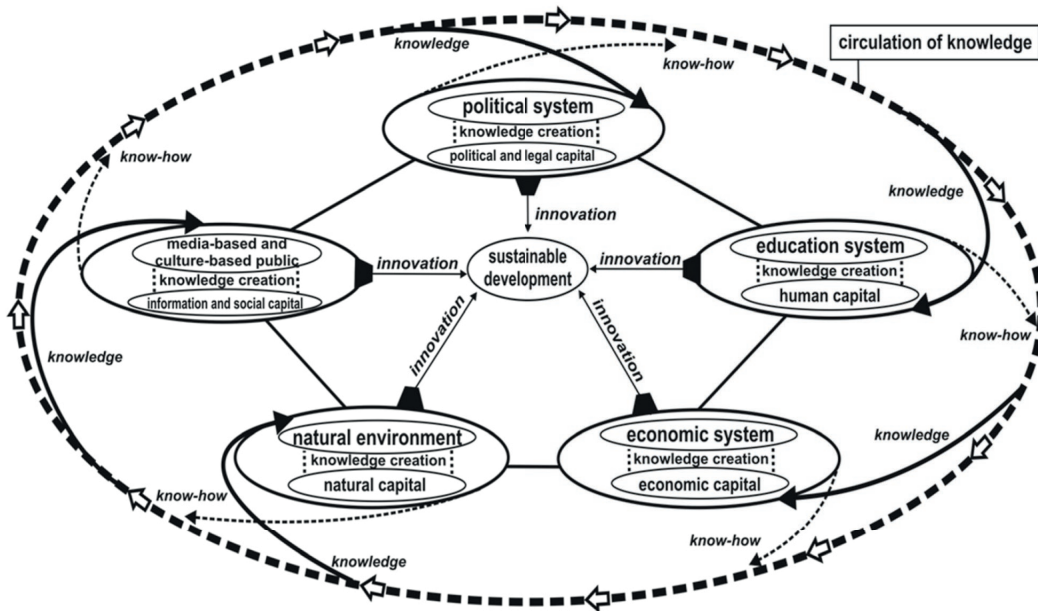 circulation of knowledge
knowledge
know-how
political system
knowledge creation
political and legal capital
innovation
know-how
media-based and
culture-based public
knowledge creation
information and social capital
innovation
sustainable
development
innovation
education system
knowledge creation
human capital
knowledge
know-how
knowledge
innovation
innovation
natural environment
knowledge creation
natural capital
economic system
knowledge creation
economic capital
knowledge
know-how
know-how
knowledge